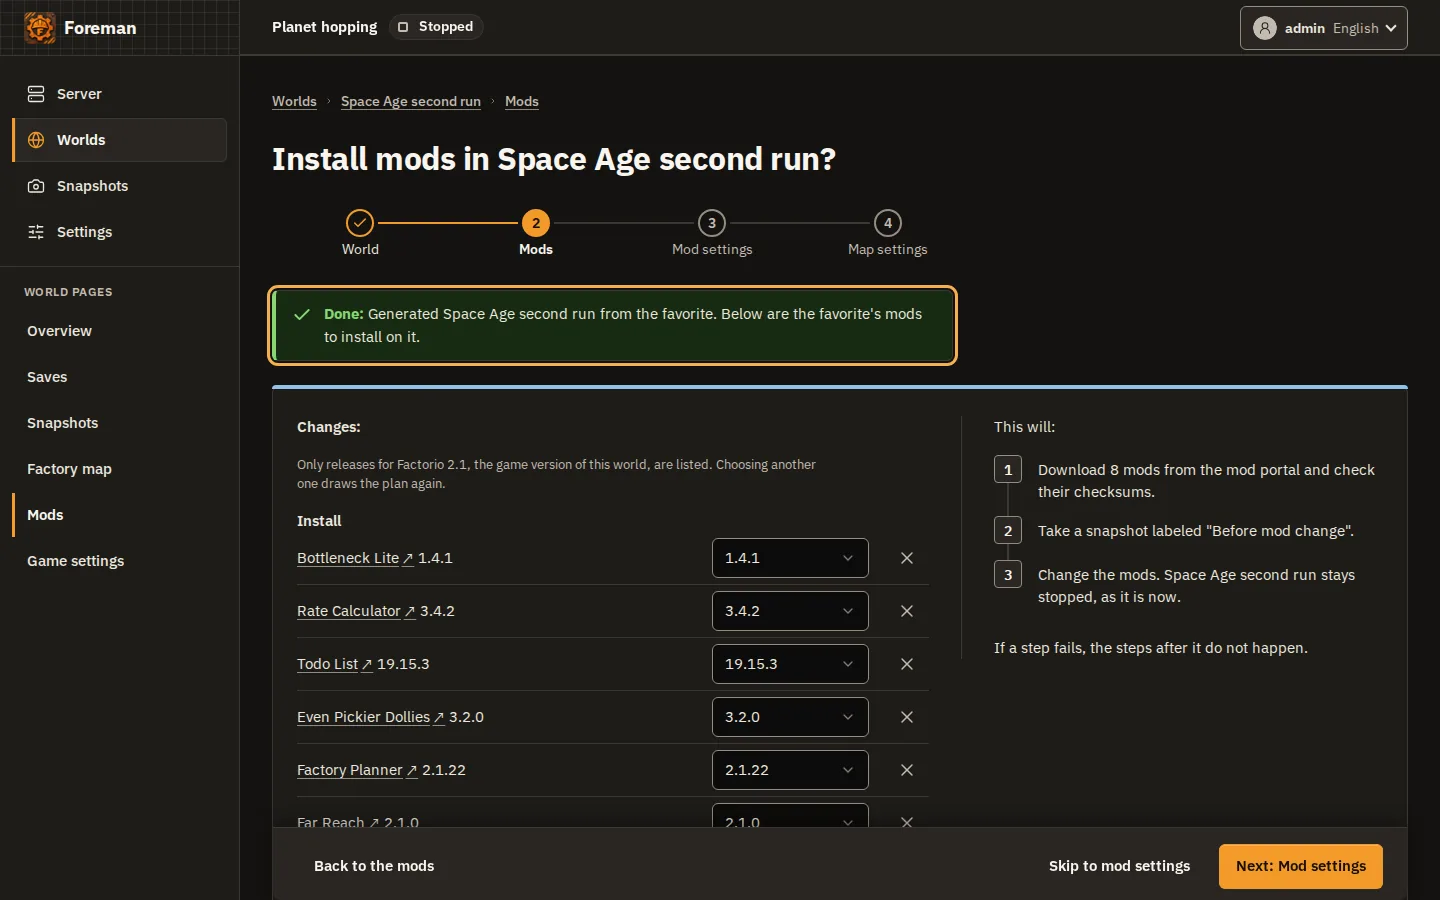 Foreman
Planet hopping
Stopped
admin English
Server
Worlds
Snapshots
Settings
WORLD PAGES
Overview
Saves
Snapshots
Factory map
Mods
Game settings
Worlds › Space Age second run › Mods
Install mods in Space Age second run?
World
2
Mods
3
Mod settings
4
Map settings
Done: Generated Space Age second run from the favorite. Below are the favorite's mods
to install on it.
Changes:
Only releases for Factorio 2.1, the game version of this world, are listed. Choosing another
one draws the plan again.
Install
Bottleneck Lite ↗ 1.4.1
1.4.1
Rate Calculator ↗ 3.4.2
3.4.2
Todo List ↗ 19.15.3
19.15.3
Even Pickier Dollies ↗ 3.2.0
3.2.0
Factory Planner ↗ 2.1.22
2.1.22
Far Reach ↗ 2.1.0
2.1.0
This will:
1 Download 8 mods from the mod portal and check
their checksums.
2 Take a snapshot labeled "Before mod change".
3 Change the mods. Space Age second run stays
stopped, as it is now.
If a step fails, the steps after it do not happen.
Back to the mods
Skip to mod settings
Next: Mod settings